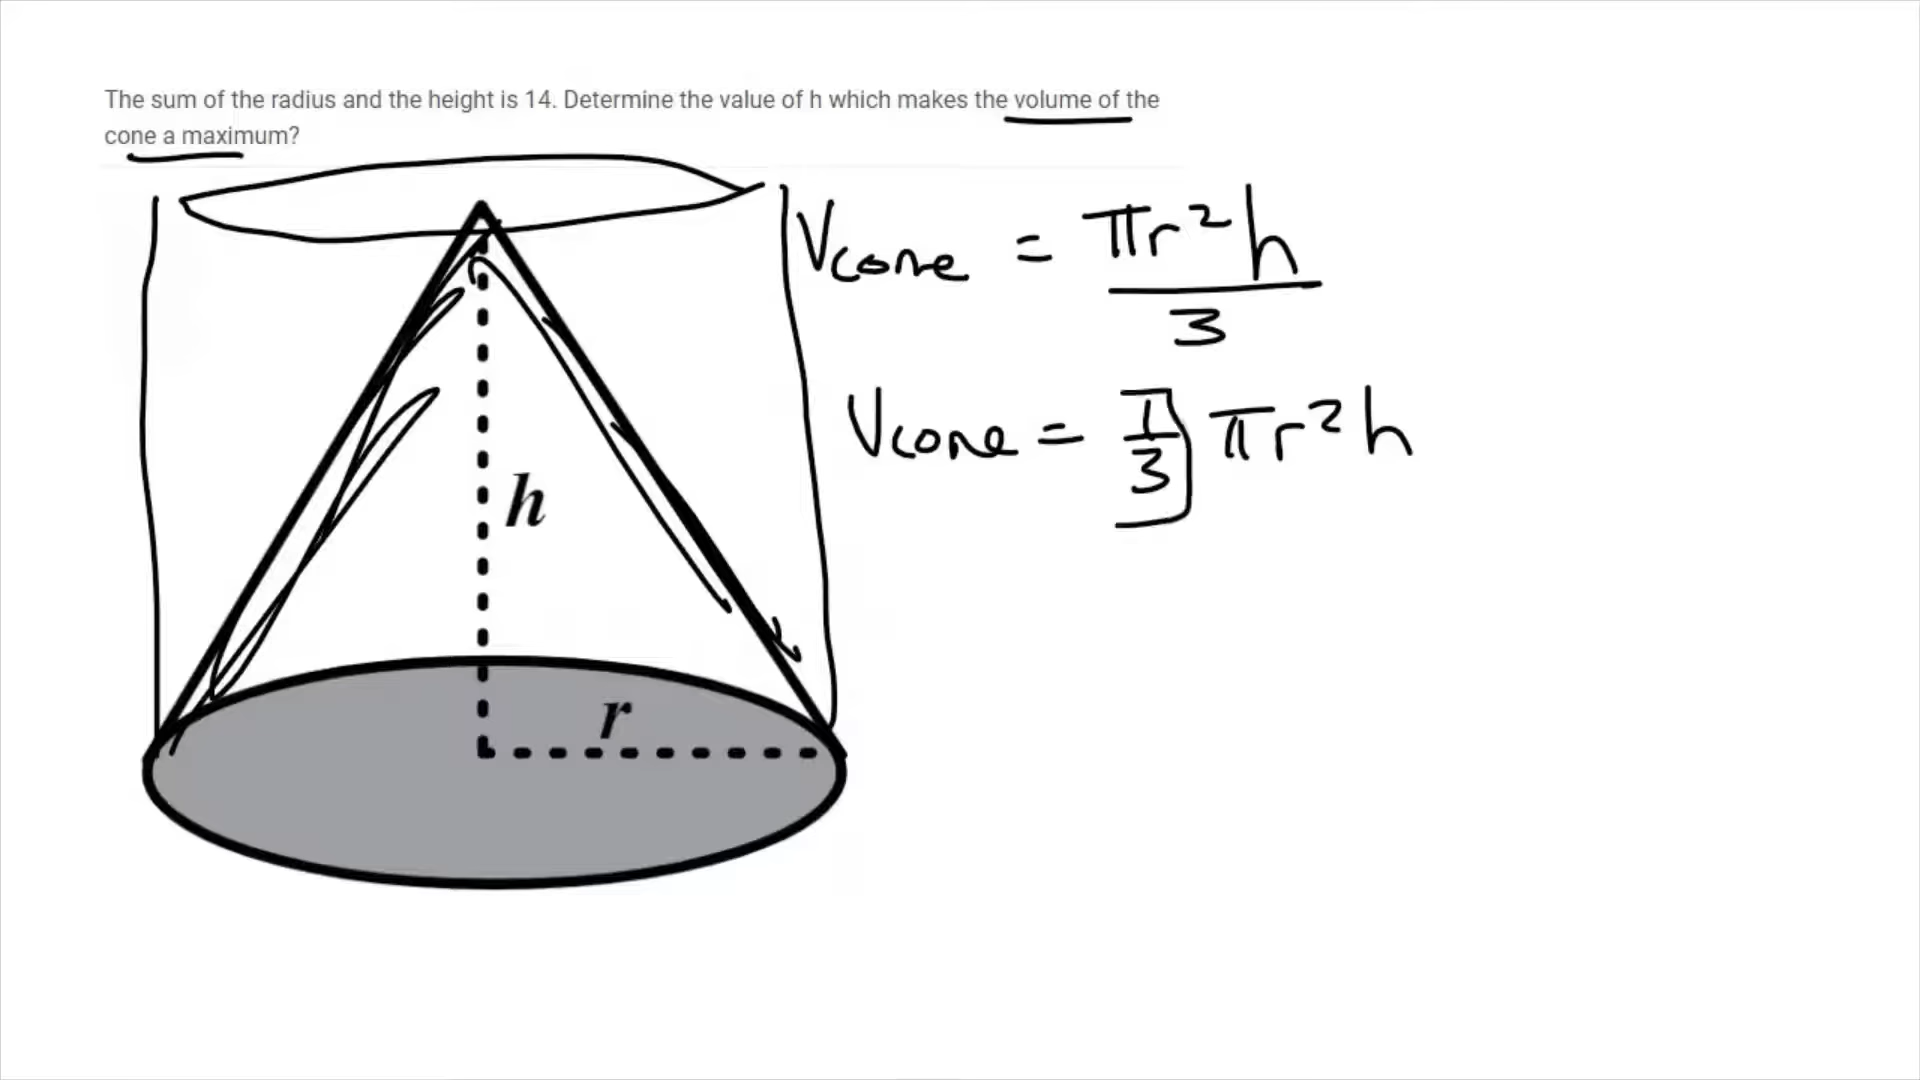 The sum of the radius and the height is 14. Determine the value of h which makes the volume of the
cone a maximum?
Vcone = πr²h
3
Vcone = 1/3 πr²h
h
r